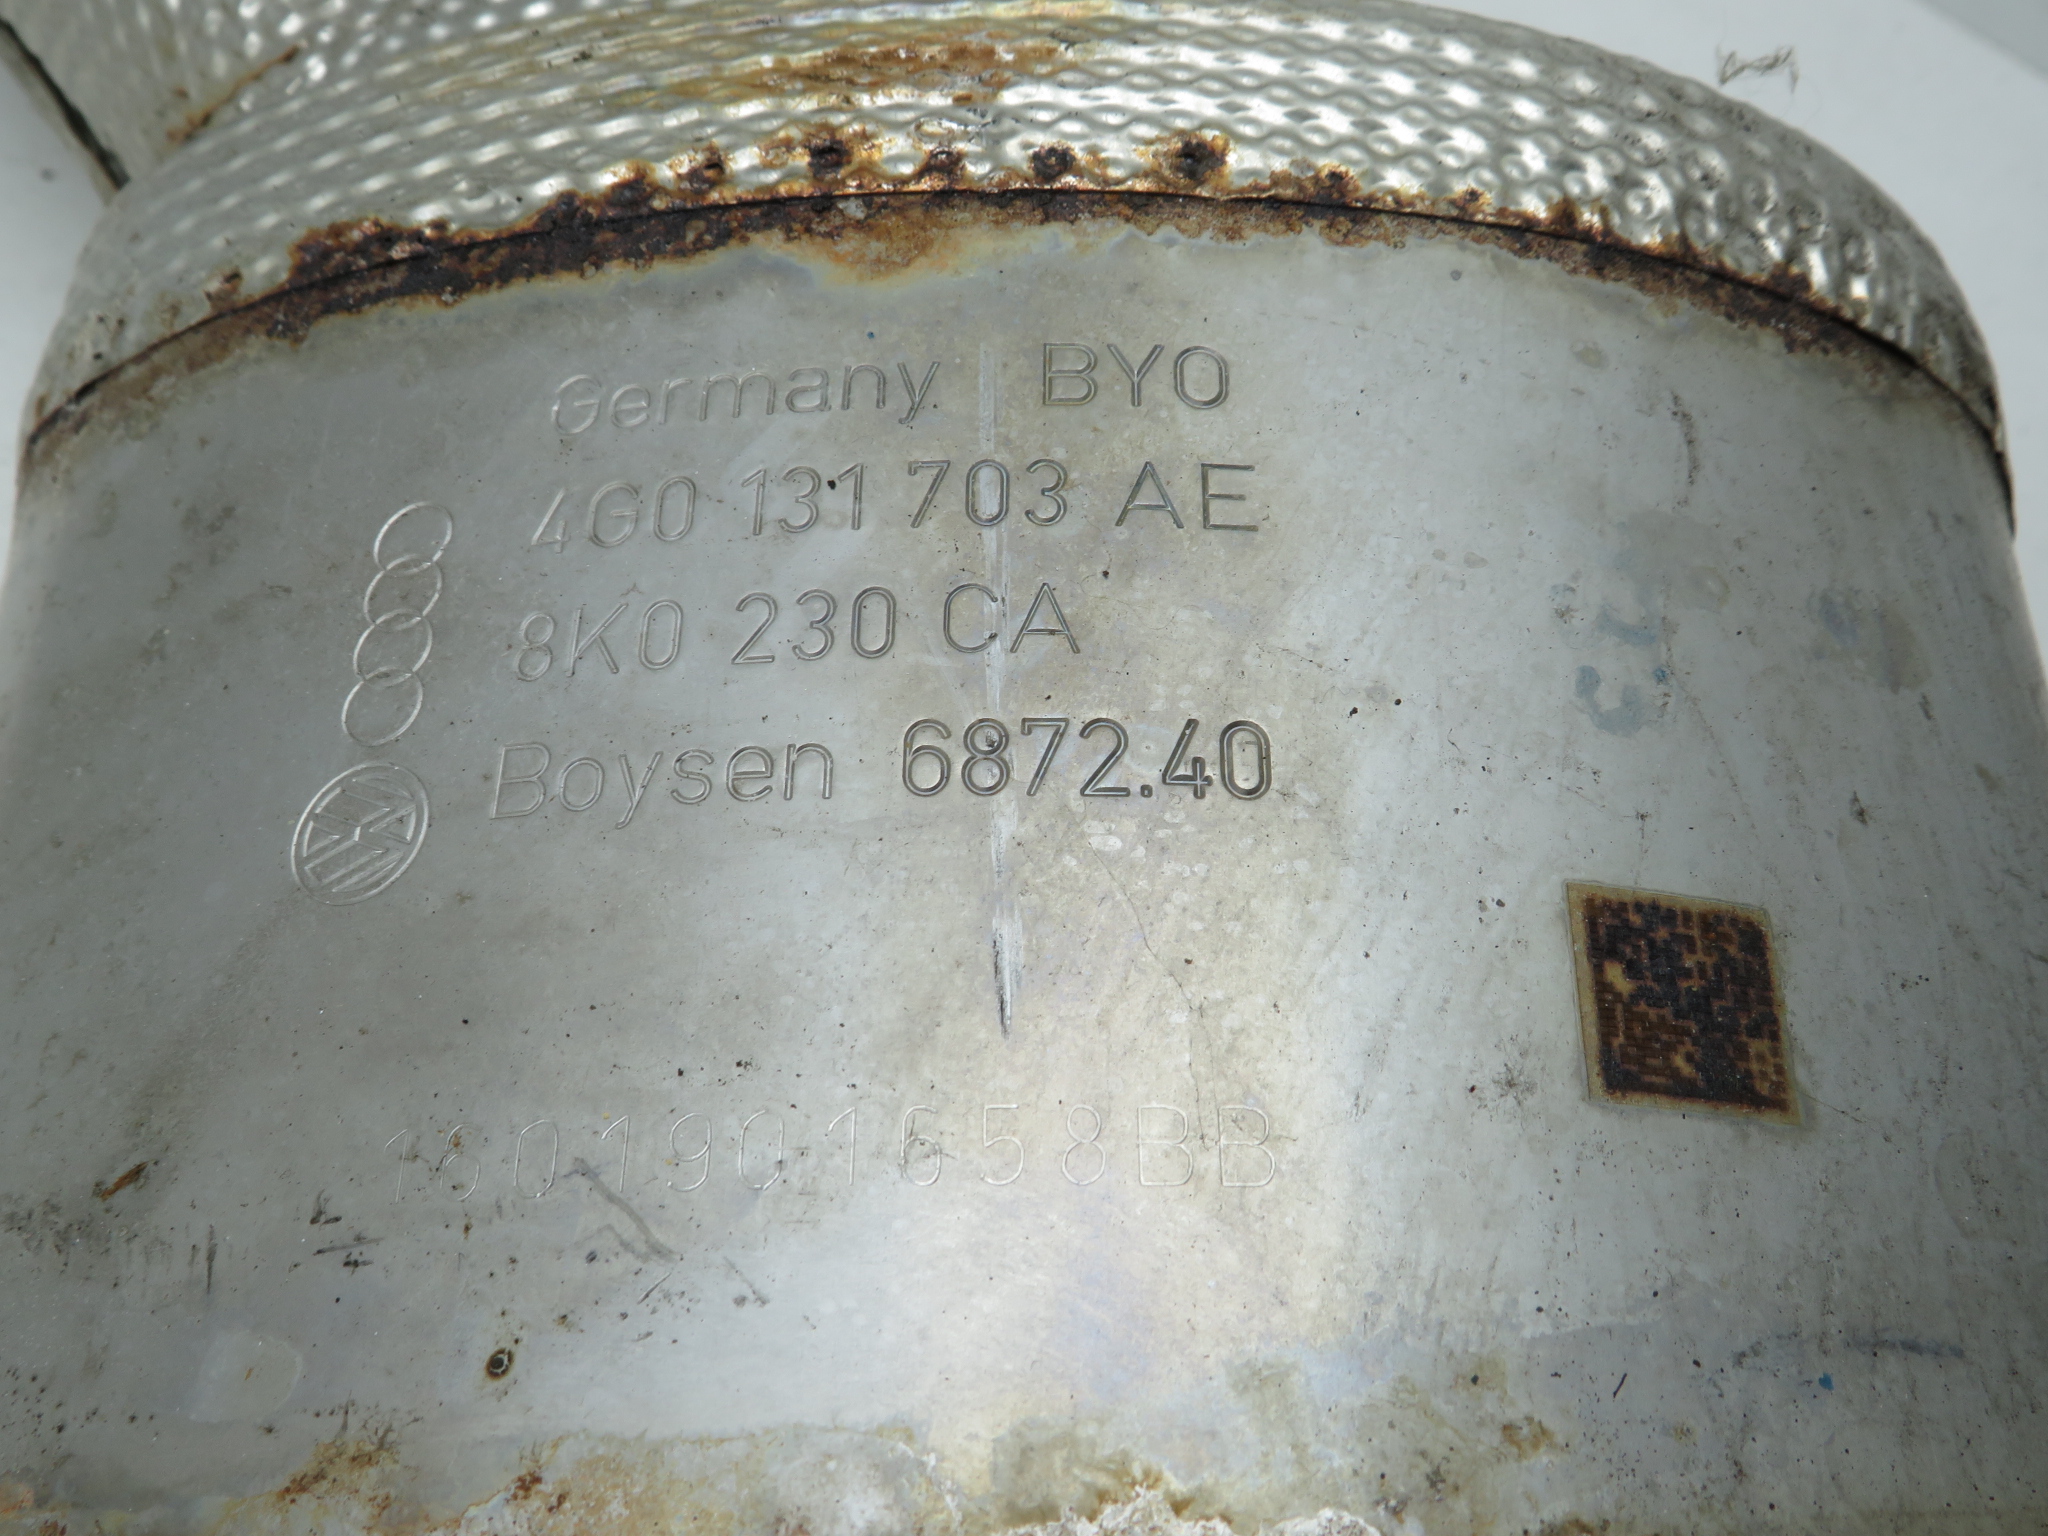 Germany BYO
4G0 131 703 AE
8K0 230 CA
Boysen 6872.40
1601901658BB